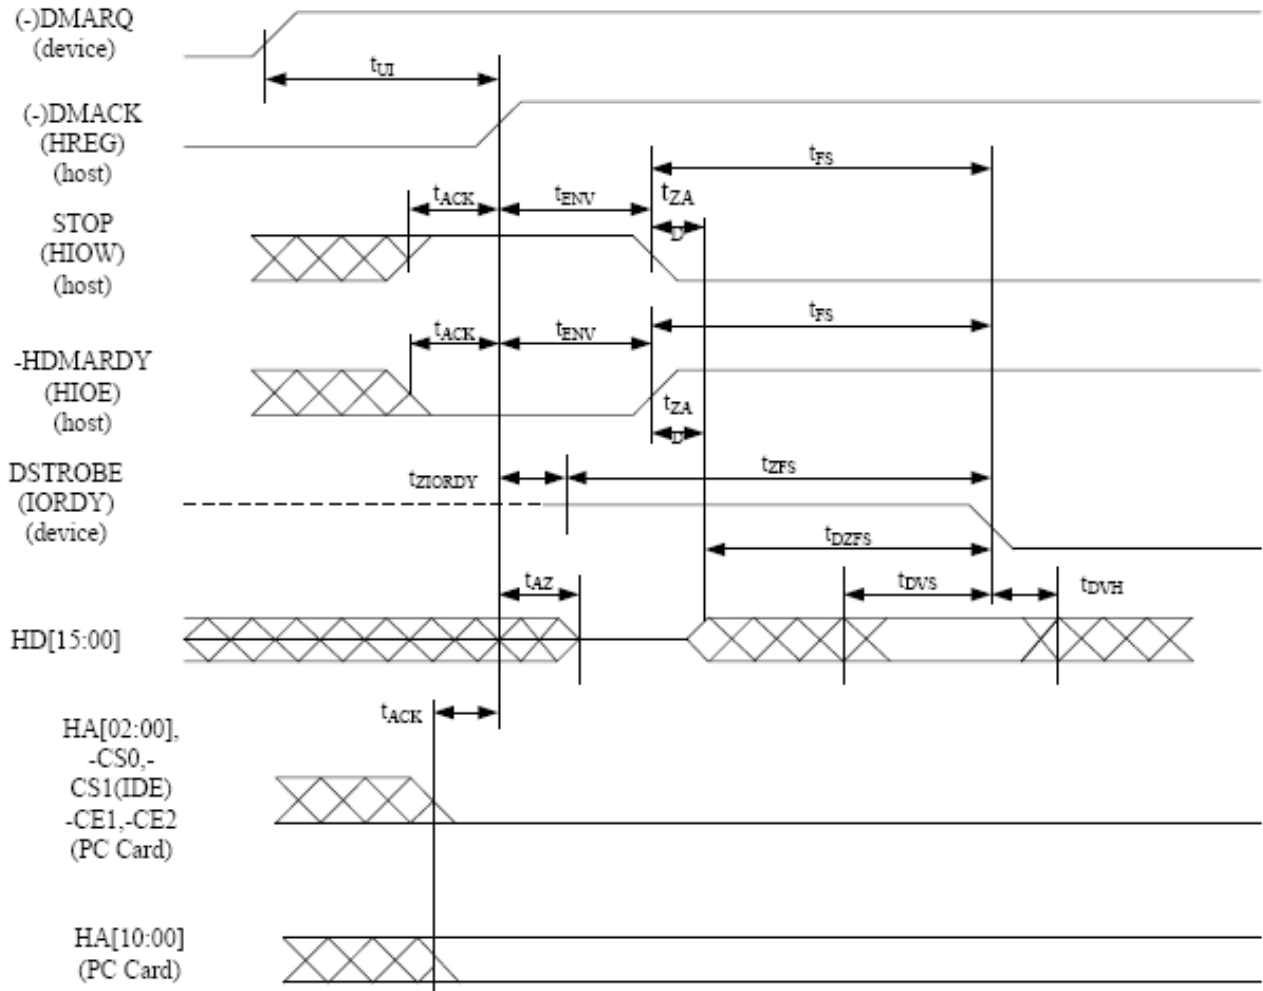 (-)DMARQ
(device)
tUI
(-)DMACK
(HREG)
(host)
tFS
tACK
tENV
tZA
D
STOP
(HIOW)
(host)
tFS
tACK
tENV
-HDMARDY
(HIOE)
(host)
tZA
D
DSTROBE
(IORDY)
(device)
tZIORDY
tZFS
tDZFS
tAZ
tDVS
tDVH
HD[15:00]
tACK
HA[02:00],
-CS0,-
CS1(IDE)
-CE1,-CE2
(PC Card)
HA[10:00]
(PC Card)